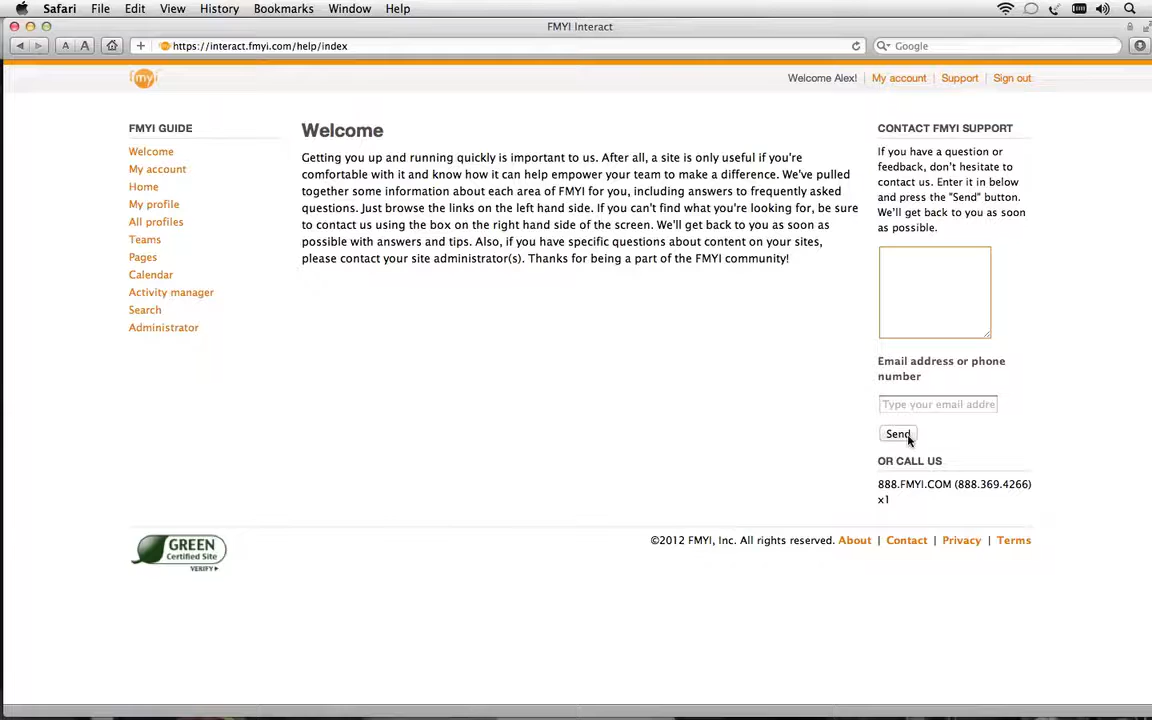 Safari File Edit View History Bookmarks Window Help
FMYI Interact
A A + https://interact.fmyi.com/help/index Google
fmyi
Welcome Alex! | My account | Support | Sign out
FMYI GUIDE
Welcome
My account
Home
My profile
All profiles
Teams
Pages
Calendar
Activity manager
Search
Administrator
Welcome
Getting you up and running quickly is important to us. After all, a site is only useful if you're
comfortable with it and know how it can help empower your team to make a difference. We've pulled
together some information about each area of FMYI for you, including answers to frequently asked
questions. Just browse the links on the left hand side. If you can't find what you're looking for, be sure
to contact us using the box on the right hand side of the screen. We'll get back to you as soon as
possible with answers and tips. Also, if you have specific questions about content on your sites,
please contact your site administrator(s). Thanks for being a part of the FMYI community!
CONTACT FMYI SUPPORT
If you have a question or
feedback, don't hesitate to
contact us. Enter it in below
and press the "Send" button.
We'll get back to you as soon
as possible.
Email address or phone
number
Type your email addre
Send
OR CALL US
888.FMYI.COM (888.369.4266)
x1
GREEN
Certified Site
VERIFY
©2012 FMYI, Inc. All rights reserved. About | Contact | Privacy | Terms